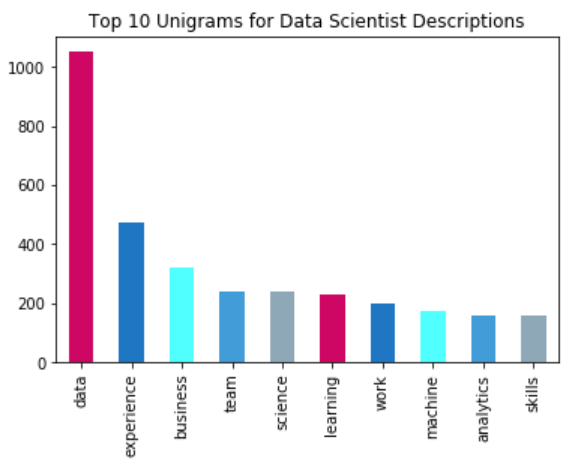 Top 10 Unigrams for Data Scientist Descriptions
1000
800
600
400
200
0
data
experience
business
team
science
learning
work
machine
analytics
skills